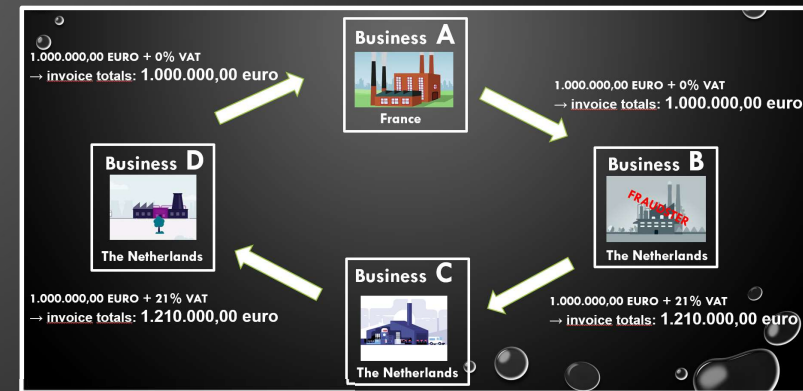 Business A
France
1.000.000,00 EURO + 0% VAT
→ invoice totals: 1.000.000,00 euro
1.000.000,00 EURO + 0% VAT
→ invoice totals: 1.000.000,00 euro
Business D
The Netherlands
Business B
FRAUDSTER
The Netherlands
Business C
The Netherlands
1.000.000,00 EURO + 21% VAT
→ invoice totals: 1.210.000,00 euro
1.000.000,00 EURO + 21% VAT
→ invoice totals: 1.210.000,00 euro